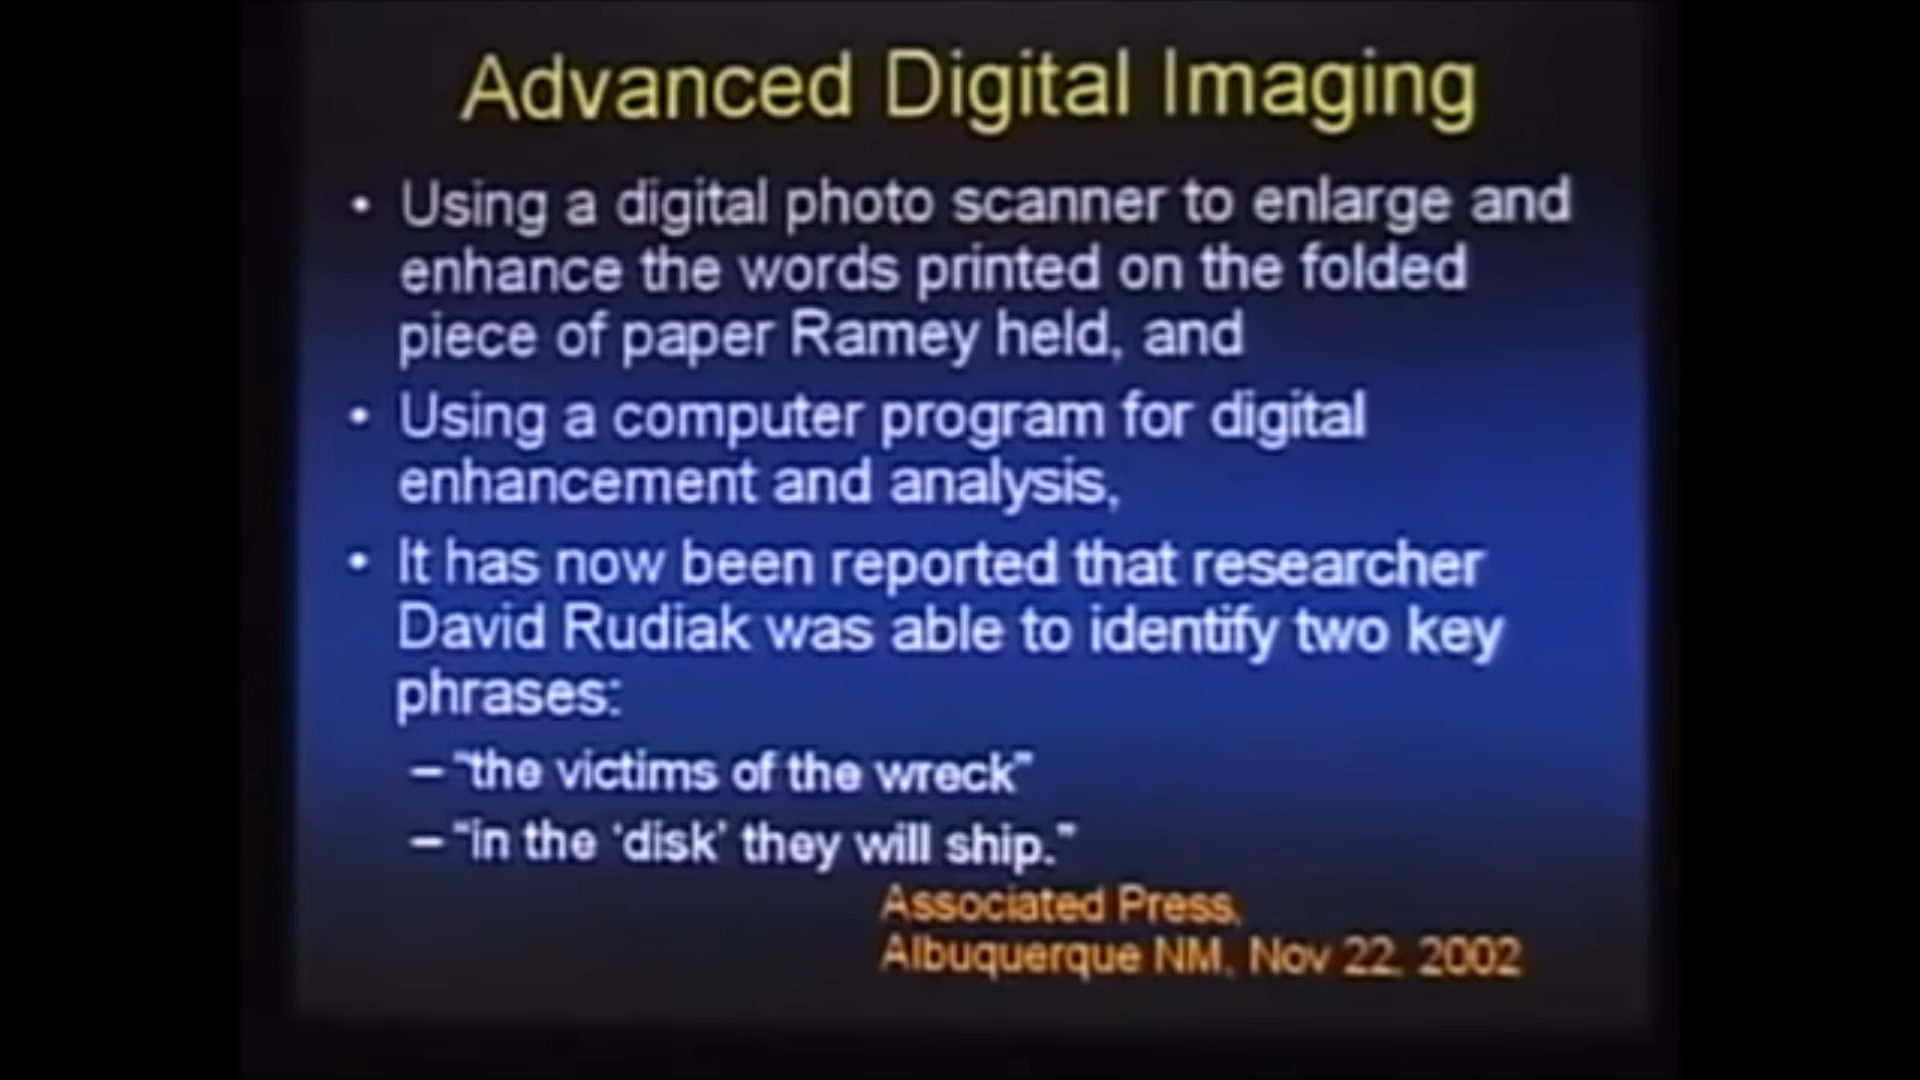 Advanced Digital Imaging
• Using a digital photo scanner to enlarge and
enhance the words printed on the folded
piece of paper Ramey held, and
• Using a computer program for digital
enhancement and analysis,
• It has now been reported that researcher
David Rudiak was able to identify two key
phrases:
– "the victims of the wreck"
– "in the 'disk' they will ship."
Associated Press,
Albuquerque NM, Nov 22, 2002